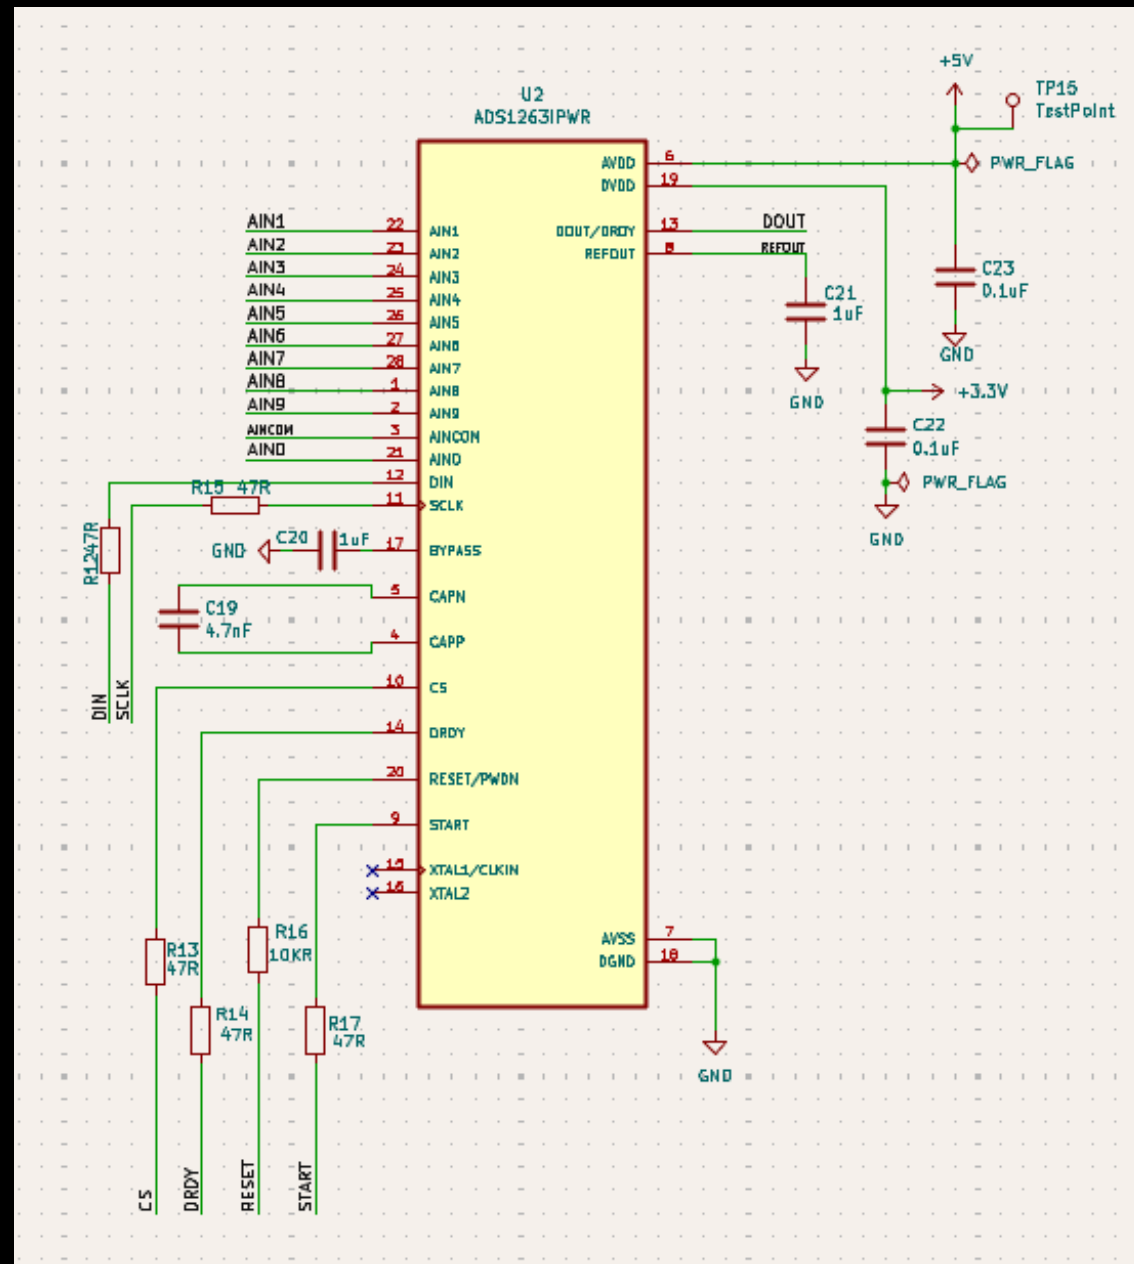 +5V
TP15
TestPoint
U2
ADS1263IPWR
AVDD 6
PWR_FLAG
DVDD 19
AIN1 22 AIN1
DOUT/DRDY 13 DOUT
AIN2 23 AIN2
REFOUT 8 REFOUT
AIN3 24 AIN3
C23
0.1uF
AIN4 25 AIN4
C21
1uF
AIN5 26 AIN5
AIN6 27 AIN6
GND
AIN7 28 AIN7
AIN8 1 AIN8
+3.3V
GND
AIN9 2 AIN9
AINCOM 3 AINCOM
C22
0.1uF
AIN0 21 AIN0
12 DIN
PWR_FLAG
R15 47R
11 SCLK
GND
R12 47R
GND C20 1uF 17 BYPASS
5 CAPN
C19
4.7nF
4 CAPP
DIN
SCLK
10 CS
14 DRDY
20 RESET/PWDN
9 START
15 XTAL1/CLKIN
16 XTAL2
R16
10KR
R13
47R
AVSS 7
DGND 18
R14
47R
R17
47R
GND
CS
DRDY
RESET
START